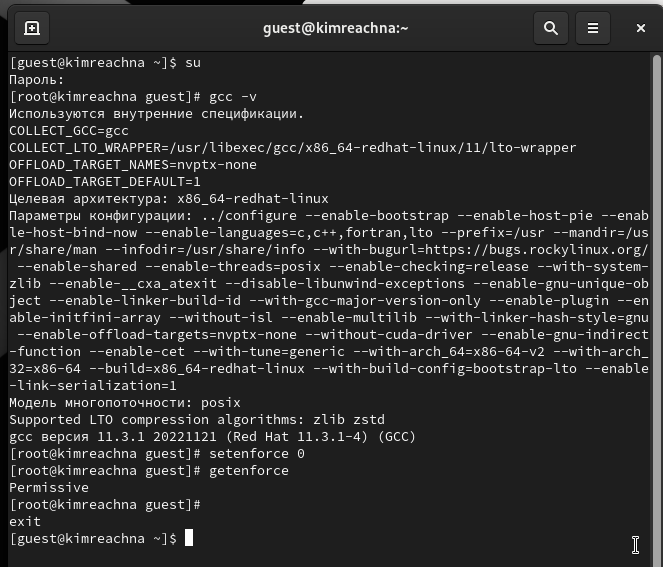 guest@kimreachna:~
[guest@kimreachna ~]$ su
Пароль:
[root@kimreachna guest]# gcc -v
Используются внутренние спецификации.
COLLECT_GCC=gcc
COLLECT_LTO_WRAPPER=/usr/libexec/gcc/x86_64-redhat-linux/11/lto-wrapper
OFFLOAD_TARGET_NAMES=nvptx-none
OFFLOAD_TARGET_DEFAULT=1
Целевая архитектура: x86_64-redhat-linux
Параметры конфигурации: ../configure --enable-bootstrap --enable-host-pie --enab
le-host-bind-now --enable-languages=c,c++,fortran,lto --prefix=/usr --mandir=/us
r/share/man --infodir=/usr/share/info --with-bugurl=https://bugs.rockylinux.org/
 --enable-shared --enable-threads=posix --enable-checking=release --with-system-
zlib --enable-__cxa_atexit --disable-libunwind-exceptions --enable-gnu-unique-ob
ject --enable-linker-build-id --with-gcc-major-version-only --enable-plugin --en
able-initfini-array --without-isl --enable-multilib --with-linker-hash-style=gnu
 --enable-offload-targets=nvptx-none --without-cuda-driver --enable-gnu-indirect
-function --enable-cet --with-tune=generic --with-arch_64=x86-64-v2 --with-arch_
32=x86-64 --build=x86_64-redhat-linux --with-build-config=bootstrap-lto --enable
-link-serialization=1
Модель многопоточности: posix
Supported LTO compression algorithms: zlib zstd
gcc версия 11.3.1 20221121 (Red Hat 11.3.1-4) (GCC)
[root@kimreachna guest]# setenforce 0
[root@kimreachna guest]# getenforce
Permissive
[root@kimreachna guest]#
exit
[guest@kimreachna ~]$